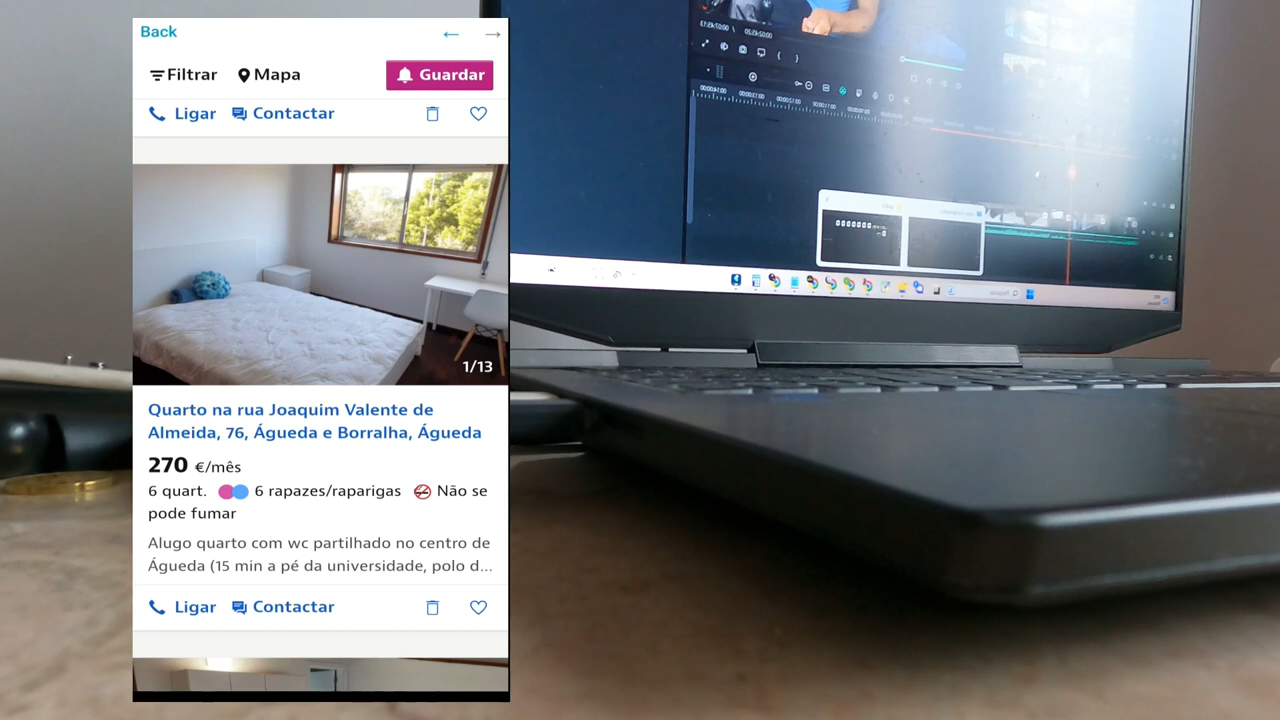 Back
Filtrar Mapa Guardar
Ligar Contactar
1/13
Quarto na rua Joaquim Valente de
Almeida, 76, Águeda e Borralha, Águeda
270 €/mês
6 quart. 6 rapazes/raparigas Não se
pode fumar
Alugo quarto com wc partilhado no centro de
Águeda (15 min a pé da universidade, polo d...
Ligar Contactar